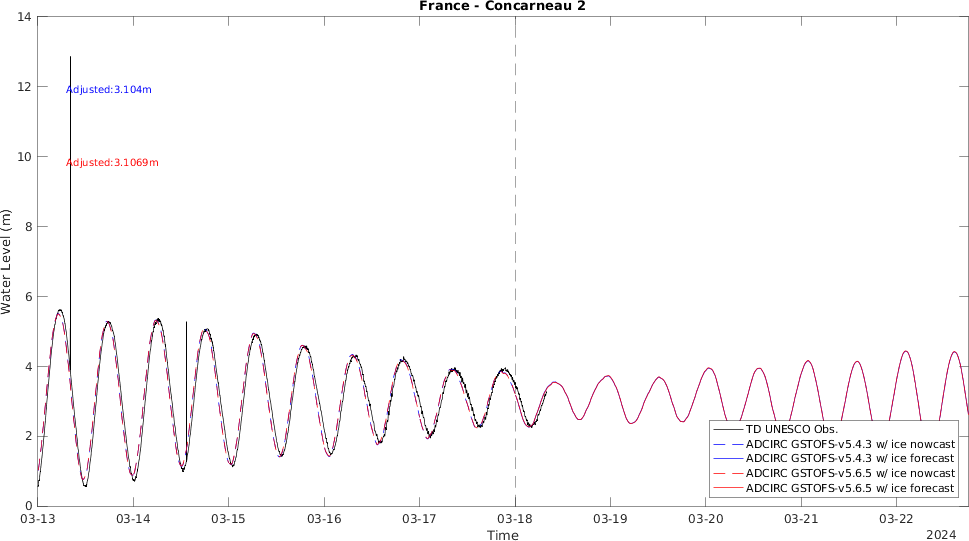 France - Concarneau 2
14
12
10
8
6
4
2
0
Water Level (m)
Adjusted:3.104m
Adjusted:3.1069m
TD UNESCO Obs.
ADCIRC GSTOFS-v5.4.3 w/ ice nowcast
ADCIRC GSTOFS-v5.4.3 w/ ice forecast
ADCIRC GSTOFS-v5.6.5 w/ ice nowcast
ADCIRC GSTOFS-v5.6.5 w/ ice forecast
03-13 03-14 03-15 03-16 03-17 03-18 03-19 03-20 03-21 03-22
Time
2024